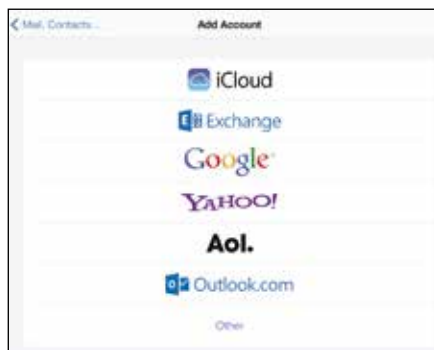 Mail, Contacts... Add Account
iCloud
Exchange
Google
YAHOO!
Aol.
Outlook.com
Other